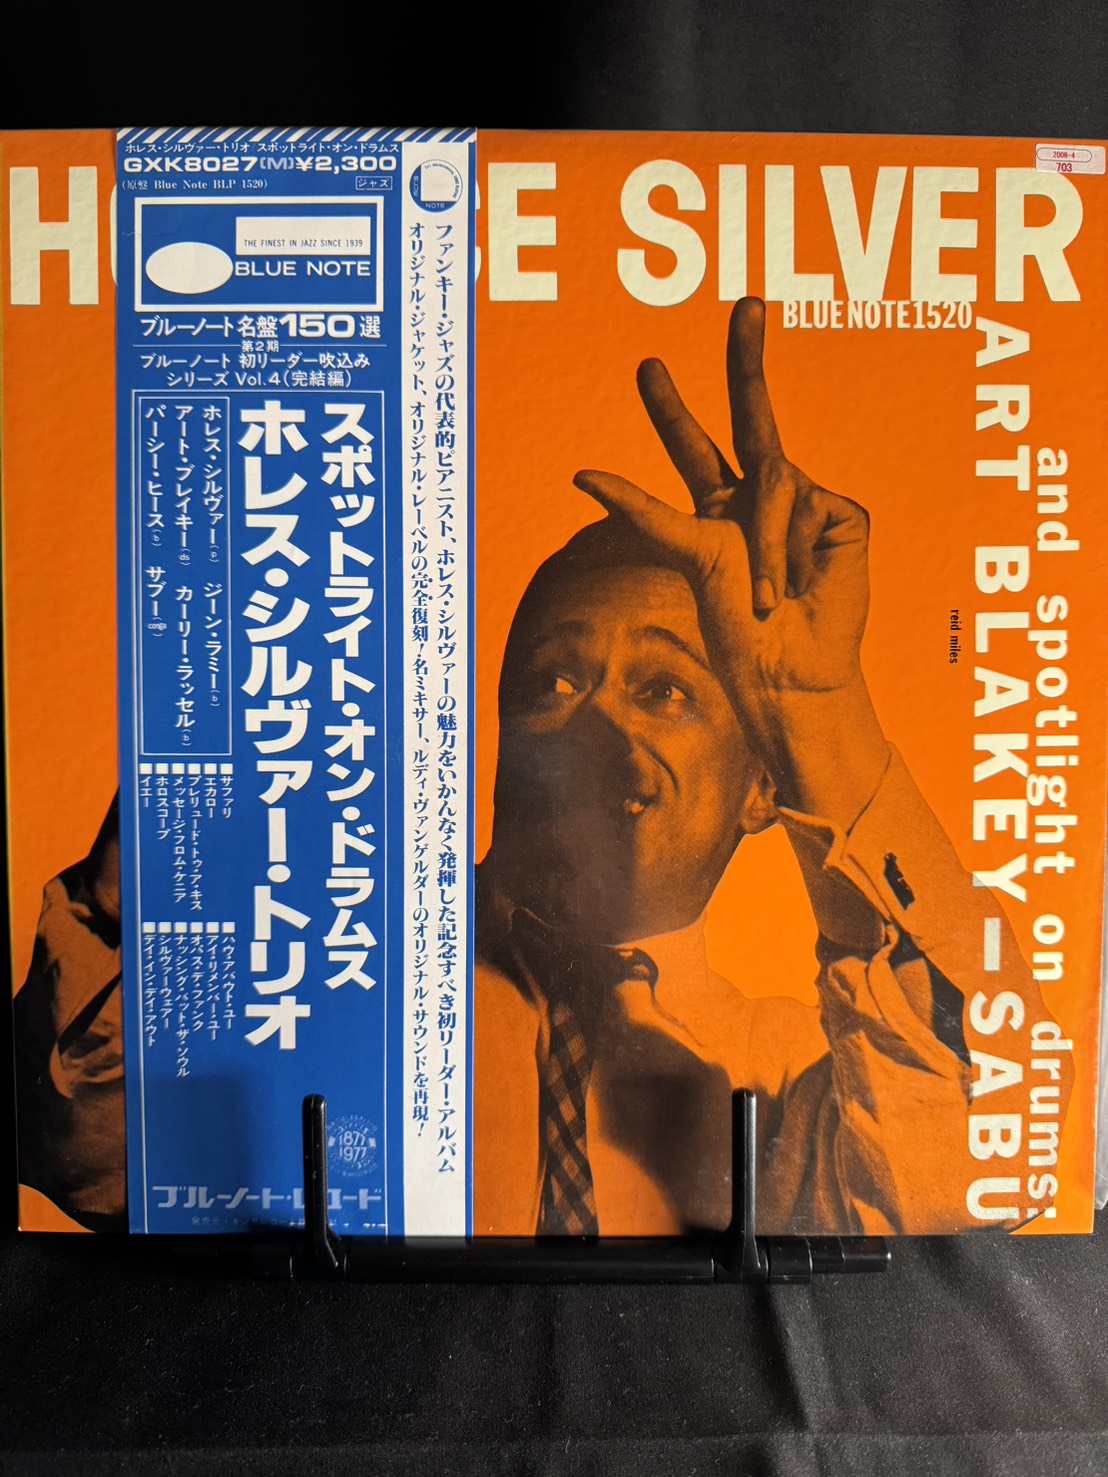 HO CE SILVER
2008-4
703
BLUE NOTE 1520
ART BLAKEY—SABU
and spotlight on drums:
reid miles
ホレス・シルヴァー・トリオ/スポットライト・オン・ドラムス
GXK8027(M)¥2,300
(原盤 Blue Note BLP 1520)
ジャズ
THE FINEST IN JAZZ SINCE 1939
BLUE NOTE
ブルーノート名盤150選
第2期
ブルーノート 初リーダー吹込み
シリーズ Vol.4(完結編)
スポットライト・オン・ドラムス
ホレス・シルヴァー・トリオ
ホレス・シルヴァー(p) ジーン・ラミー(b)
アート・ブレイキー(ds) カーリー・ラッセル(b)
パーシー・ヒース(b) サブー(conga)
■サファリ
■エカロー
■プレリュード・トゥ・ア・キス
■メッセージ・フロム・ケニア
■ホロスコープ
■イエー
■ハウ・アバウト・ユー
■アイ・リメンバー・ユー
■オパス・デ・ファンク
■ナッシング・バット・ザ・ソウル
■シルヴァーウェアー
■デイ・イン・デイ・アウト
1877
1977
ブルーノート・レコード
BLUE
NOTE
ファンキー・ジャズの代表的ピアニスト、ホレス・シルヴァーの魅力をいかんなく発揮した記念すべき初リーダー・アルバム
オリジナル・ジャケット、オリジナル・レーベルの完全復刻!名ミキサー、ルディ・ヴァンゲルダーのオリジナル・サウンドを再現!